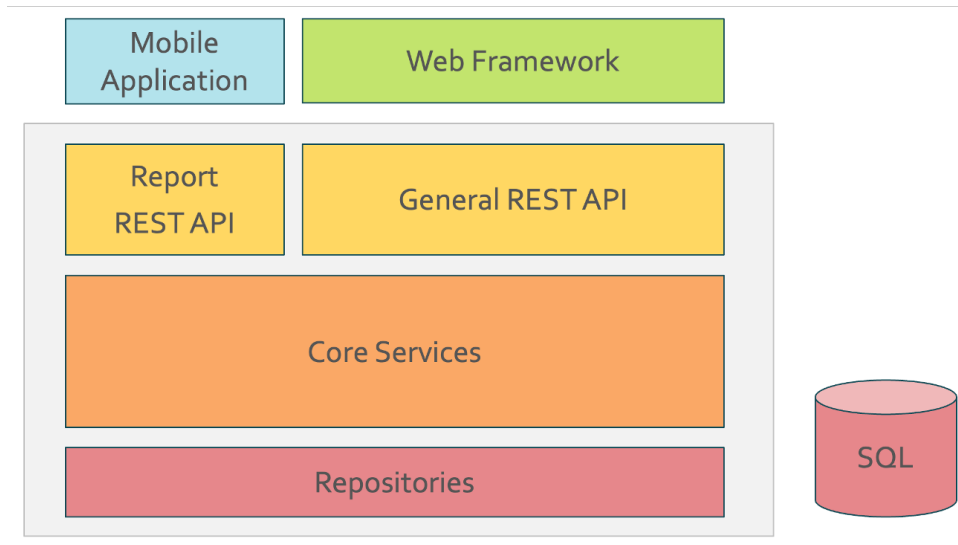 Mobile
Application
Web Framework
Report
REST API
General REST API
Core Services
Repositories
SQL